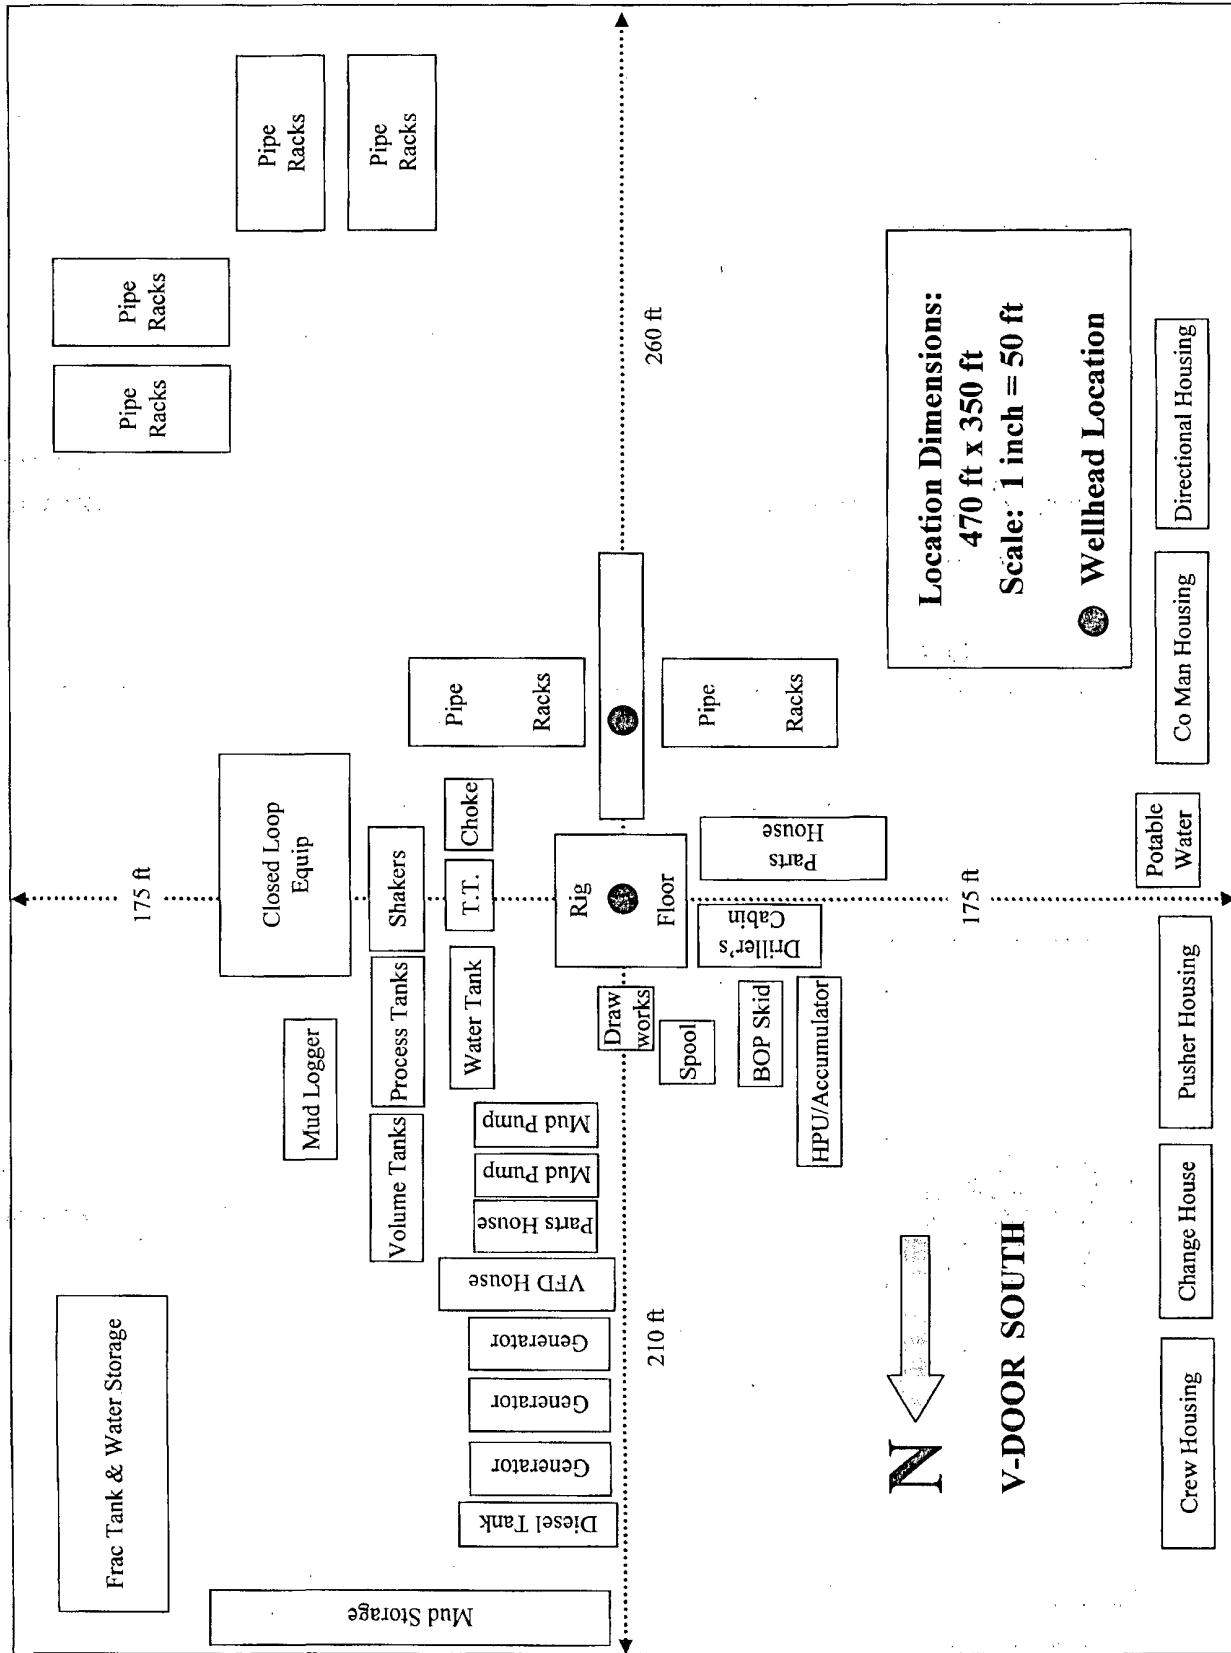 Frac Tank & Water Storage
Mud Storage
Diesel Tank
Generator
Generator
Generator
VFD House
Parts House
Mud Pump
Mud Pump
Volume Tanks
Process Tanks
Mud Logger
Water Tank
Shakers
T.T.
Choke
Closed Loop
Equip
175 ft
Pipe
Racks
Pipe
Racks
Pipe
Racks
Pipe
Racks
Pipe
Racks
Pipe
Racks
Rig
Floor
Draw
works
Spool
BOP Skid
HPU/Accumulator
Driller's
Cabin
Parts
House
210 ft
260 ft
175 ft
N
V-DOOR SOUTH
Location Dimensions:
470 ft x 350 ft
Scale: 1 inch = 50 ft
Wellhead Location
Crew Housing
Change House
Pusher Housing
Potable
Water
Co Man Housing
Directional Housing